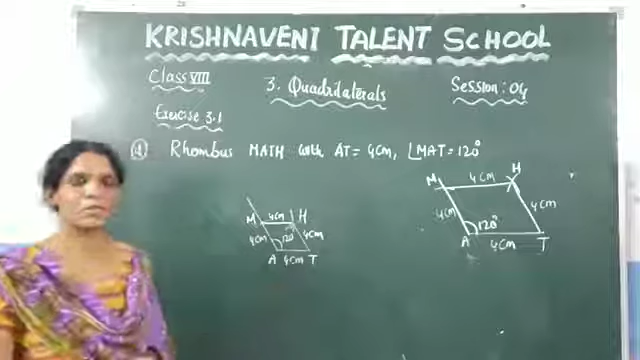 KRISHNAVENI TALENT SCHOOL
Class VIII
3. Quadrilaterals
Session: 04
Exercise 3.1
Rhombus MATH with AT = 4cm, ∠MAT = 120°
M 4cm H
4cm 120° 4cm
A 4cm T
M 4cm H
4cm 120° 4cm
A 4cm T